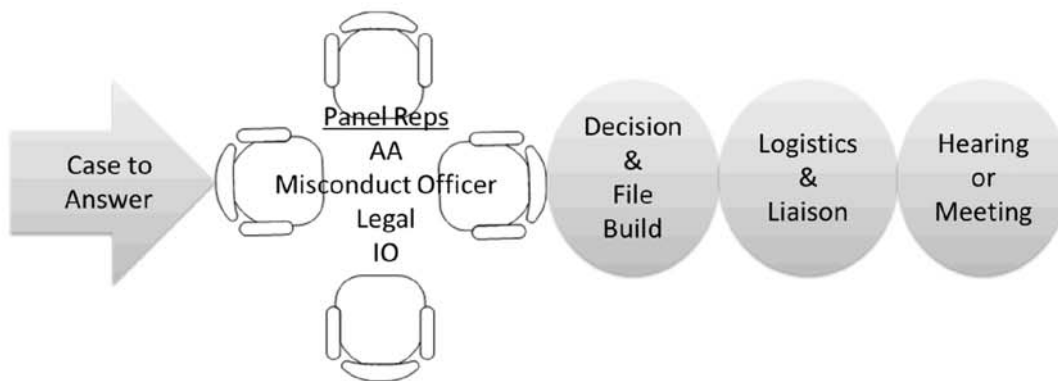 Case to
Answer
Panel Reps
AA
Misconduct Officer
Legal
IO
Decision
&
File
Build
Logistics
&
Liaison
Hearing
or
Meeting